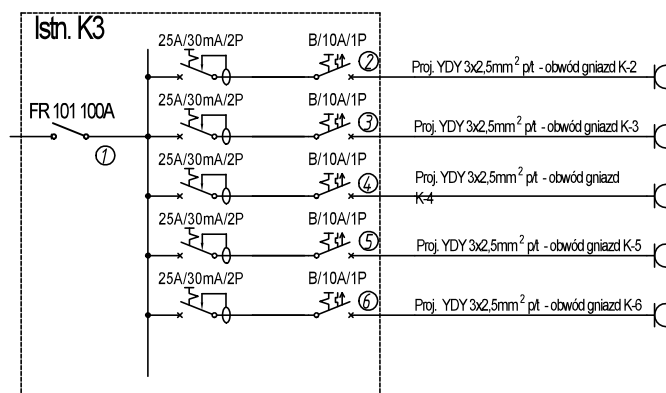 Istn. K3
25A/30mA/2P B/10A/1P
2
Proj. YDY 3x2,5mm² p/t - obwód gniazd K-2
FR 101 100A
1
25A/30mA/2P B/10A/1P
3
Proj. YDY 3x2,5mm² p/t - obwód gniazd K-3
25A/30mA/2P B/10A/1P
4
Proj. YDY 3x2,5mm² p/t - obwód gniazd
K-4
25A/30mA/2P B/10A/1P
5
Proj. YDY 3x2,5mm² p/t - obwód gniazd K-5
25A/30mA/2P B/10A/1P
6
Proj. YDY 3x2,5mm² p/t - obwód gniazd K-6